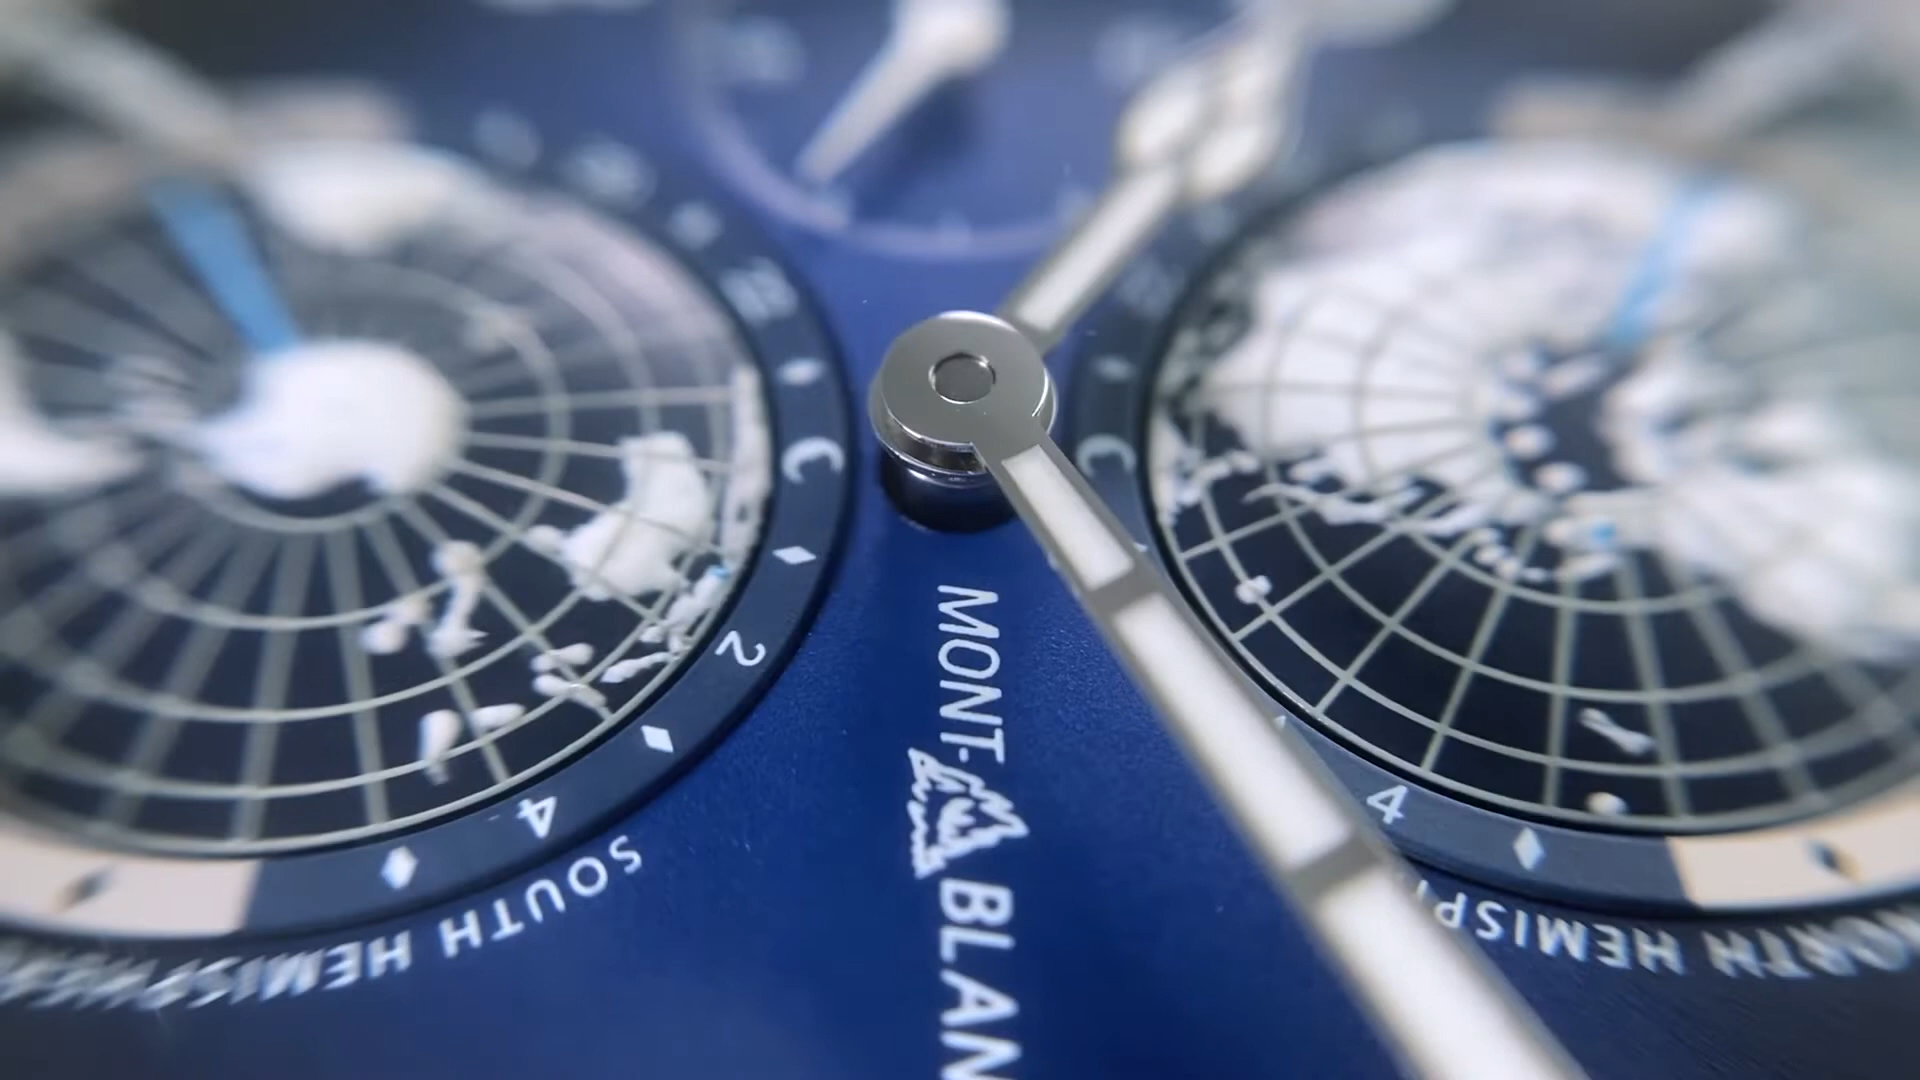 MONT
BLAN
SOUTH HEMISPHERE
NORTH HEMISP
2
4
4